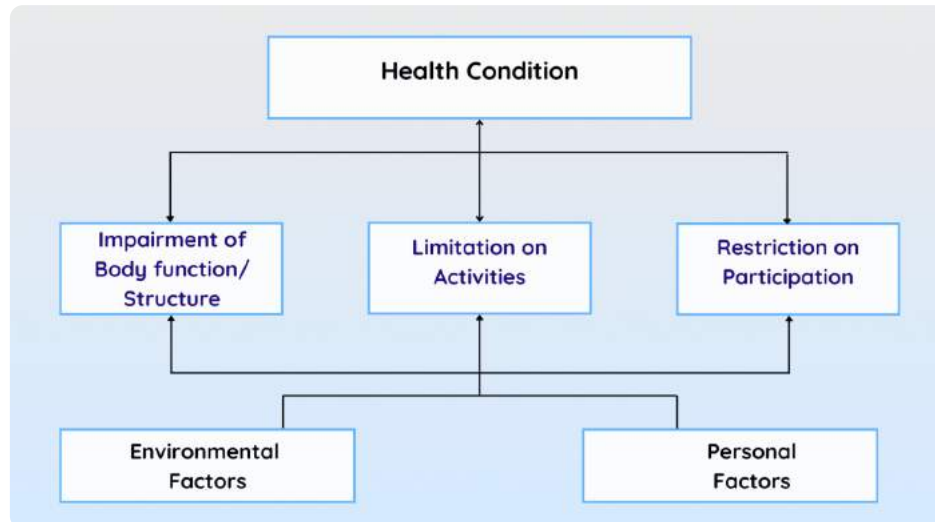 Health Condition
Impairment of
Body function/
Structure
Limitation on
Activities
Restriction on
Participation
Environmental
Factors
Personal
Factors